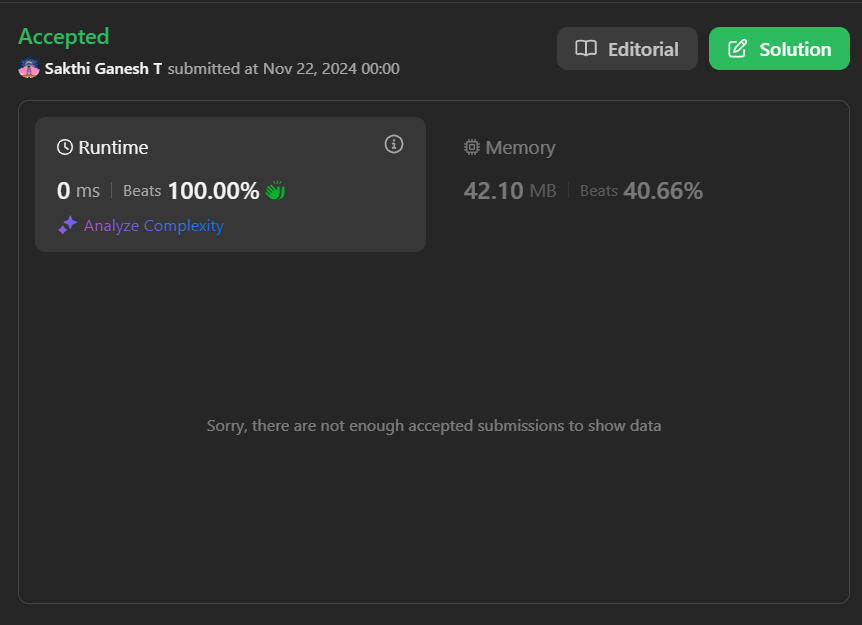 Accepted
Editorial
Solution
Sakthi Ganesh T submitted at Nov 22, 2024 00:00
Runtime
Memory
0 ms | Beats 100.00%
42.10 MB | Beats 40.66%
Analyze Complexity
Sorry, there are not enough accepted submissions to show data